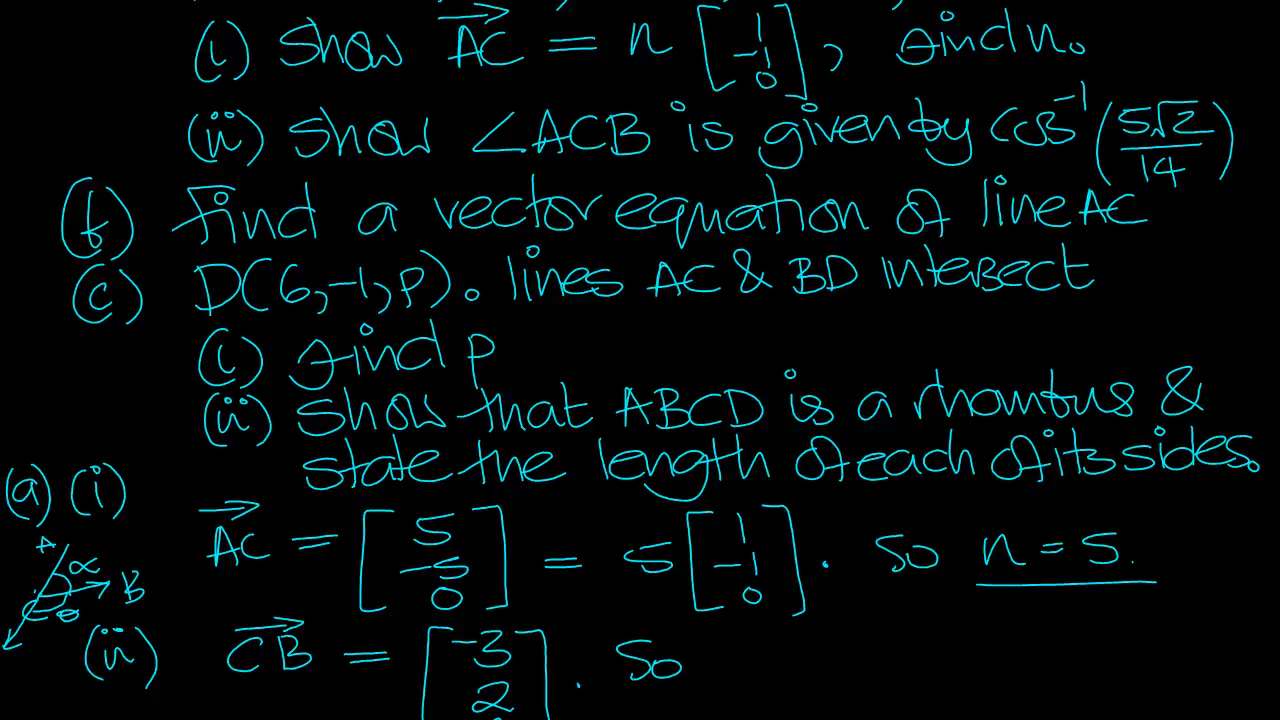 (i) Show AC = n [1 -1 0], find n.
(ii) show ∠ACB is given by cos⁻¹(5√2/14)
(b) Find a vector equation of line AC
(c) D(6,-1,p). lines AC & BD intersect
(i) find p
(ii) show that ABCD is a rhombus &
state the length of each of its sides.
(a) (i)
AC = [5 -5 0] = 5 [1 -1 0]. so n = 5.
A α B θ
(ii) CB = [-3 2 . So